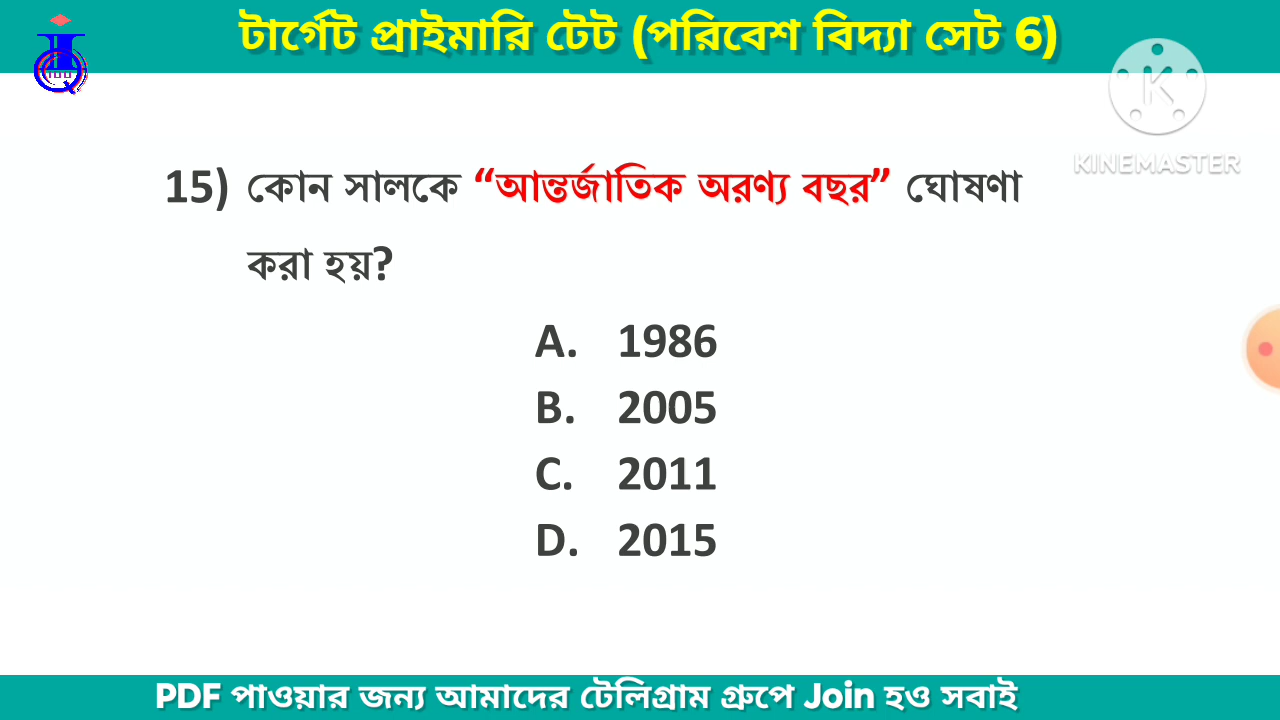 টার্গেট প্রাইমারি টেট (পরিবেশ বিদ্যা সেট 6)
KINEMASTER
15) কোন সালকে “আন্তর্জাতিক অরণ্য বছর” ঘোষণা
করা হয়?
A. 1986
B. 2005
C. 2011
D. 2015
PDF পাওয়ার জন্য আমাদের টেলিগ্রাম গ্রুপে Join হও সবাই